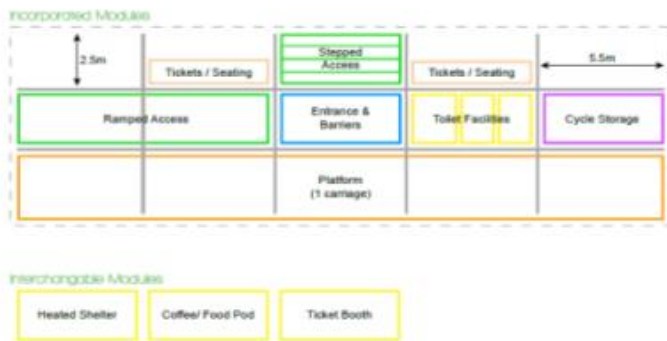 Incorporated Modules
2.5m
Tickets / Seating
Stepped
Access
Tickets / Seating
5.5m
Ramped Access
Entrance &
Barriers
Toilet Facilities
Cycle Storage
Platform
(1 carriage)
Interchangable Modules
Heated Shelter
Coffee/ Food Pod
Ticket Booth